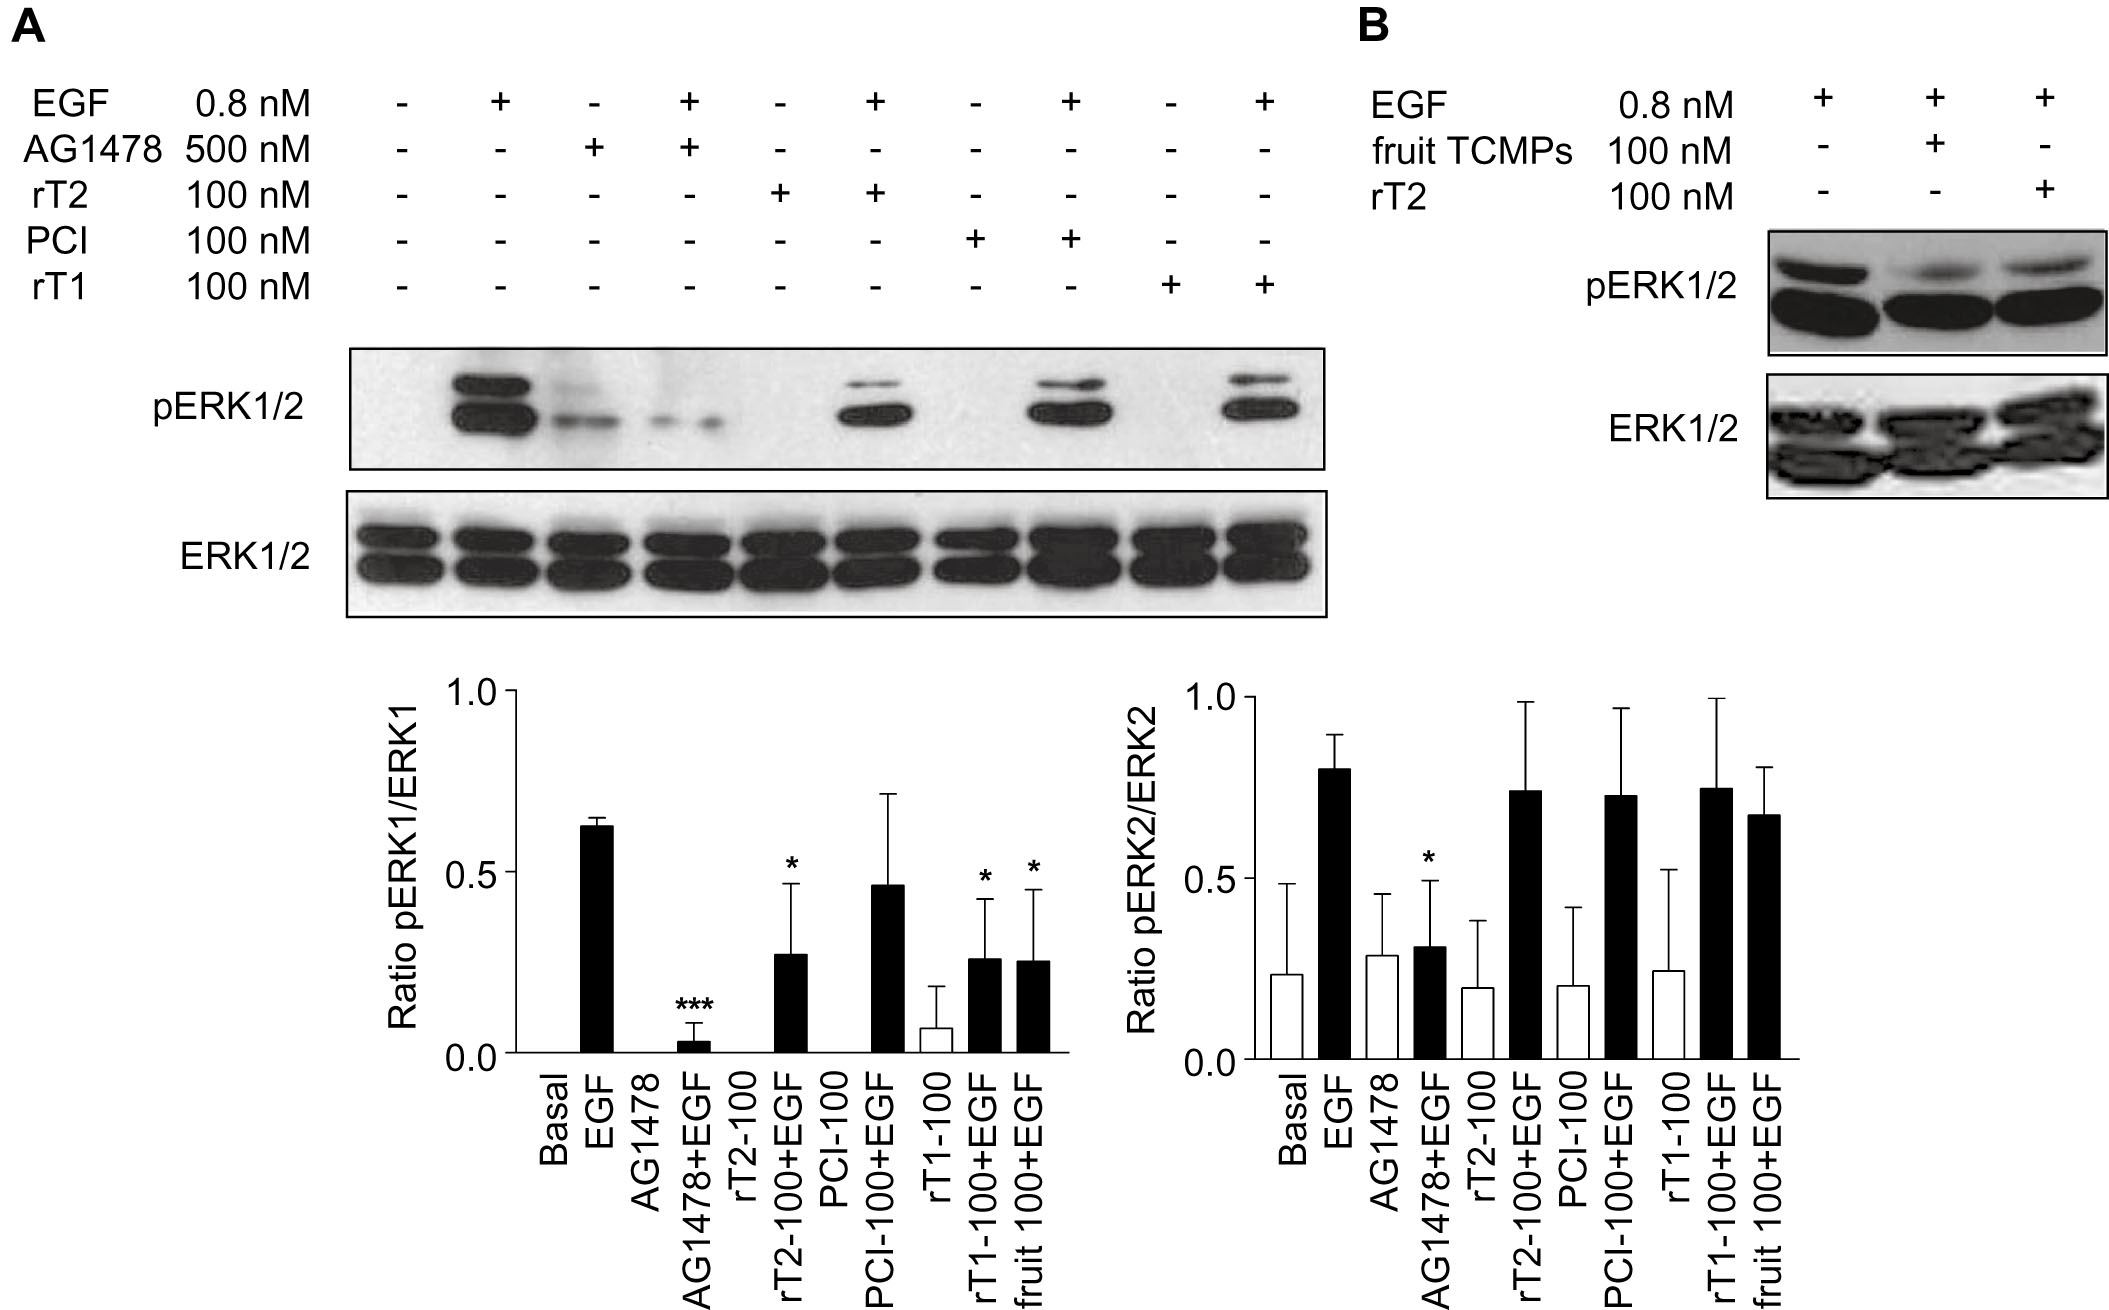 A
EGF 0.8 nM - + - + - + - + - +
AG1478 500 nM - - + + - - - - - -
rT2 100 nM - - - - + + - - - -
PCI 100 nM - - - - - - + + - -
rT1 100 nM - - - - - - - - + +
pERK1/2
ERK1/2
B
EGF 0.8 nM + + +
fruit TCMPs 100 nM - + -
rT2 100 nM - - +
pERK1/2
ERK1/2
Ratio pERK1/ERK1
1.0
0.5
0.0
*
*
*
***
Basal
EGF
AG1478
AG1478+EGF
rT2-100
rT2-100+EGF
PCI-100
PCI-100+EGF
rT1-100
rT1-100+EGF
fruit 100+EGF
Ratio pERK2/ERK2
1.0
0.5
0.0
*
Basal
EGF
AG1478
AG1478+EGF
rT2-100
rT2-100+EGF
PCI-100
PCI-100+EGF
rT1-100
rT1-100+EGF
fruit 100+EGF